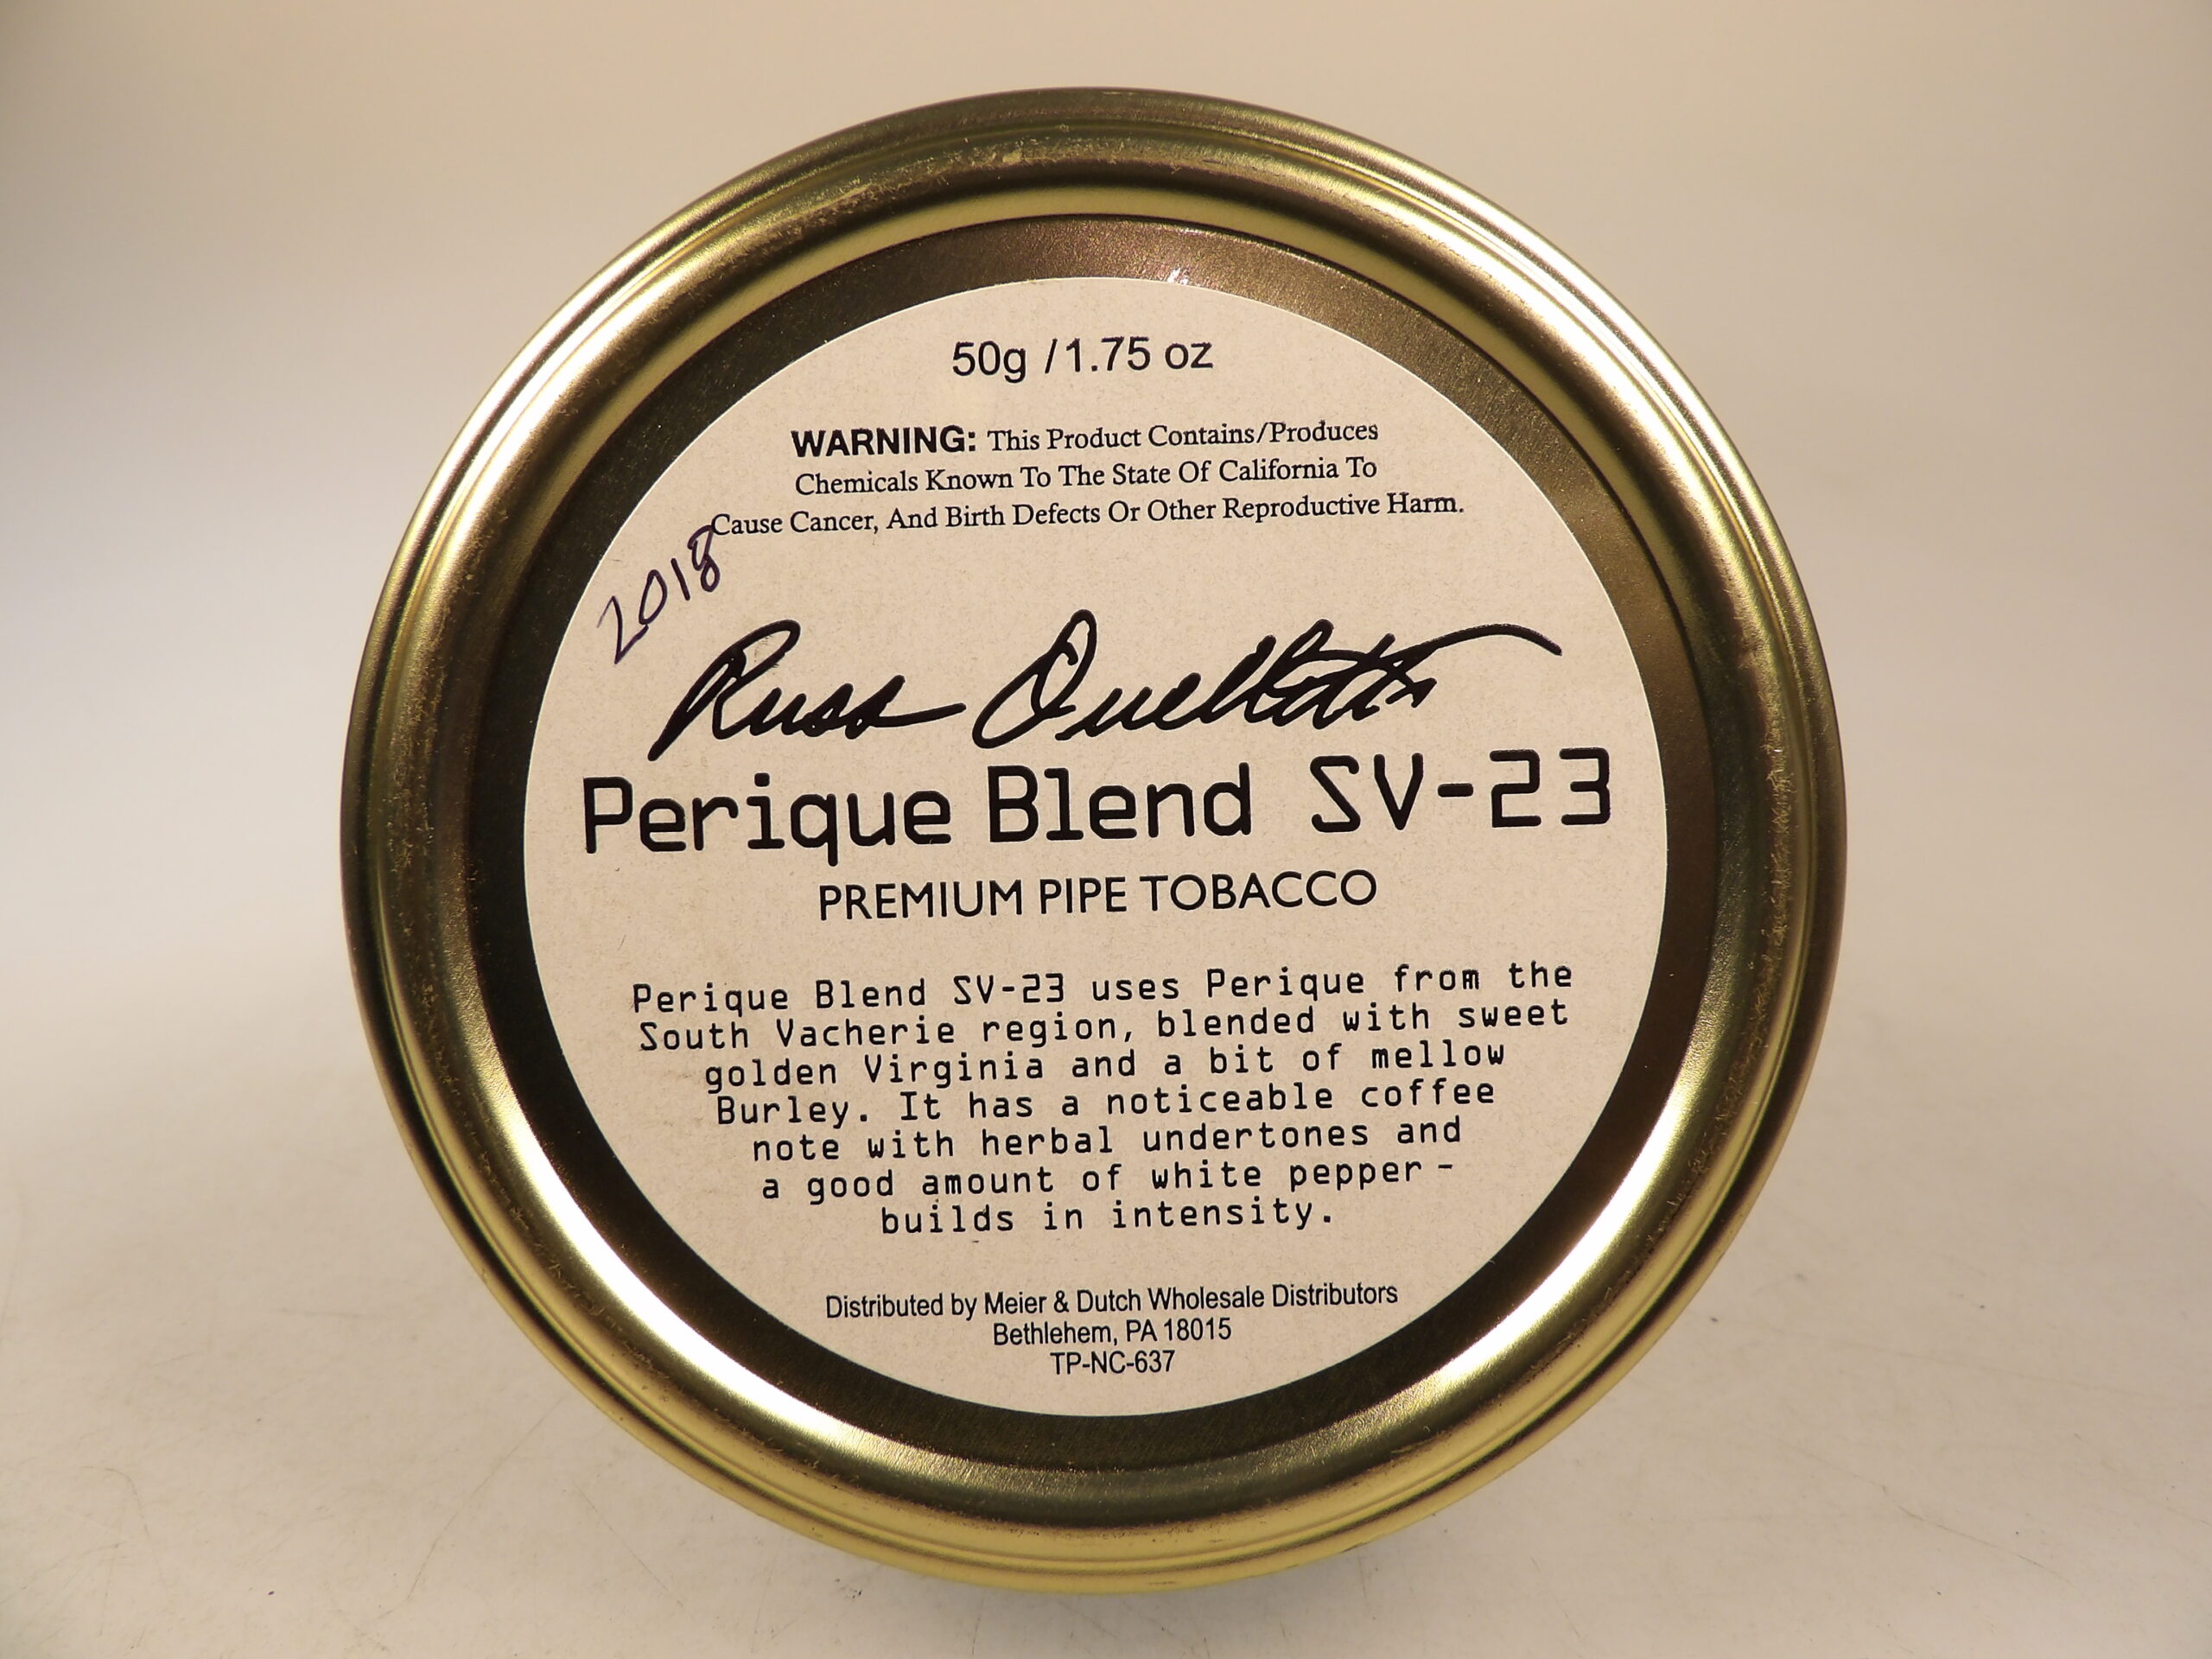 50g /1.75 oz
WARNING: This Product Contains/Produces
Chemicals Known To The State Of California To
Cause Cancer, And Birth Defects Or Other Reproductive Harm.
2018
Russ Ouellette
Perique Blend SV-23
PREMIUM PIPE TOBACCO
Perique Blend SV-23 uses Perique from the
South Vacherie region, blended with sweet
golden Virginia and a bit of mellow
Burley. It has a noticeable coffee
note with herbal undertones and
a good amount of white pepper -
builds in intensity.
Distributed by Meier & Dutch Wholesale Distributors
Bethlehem, PA 18015
TP-NC-637